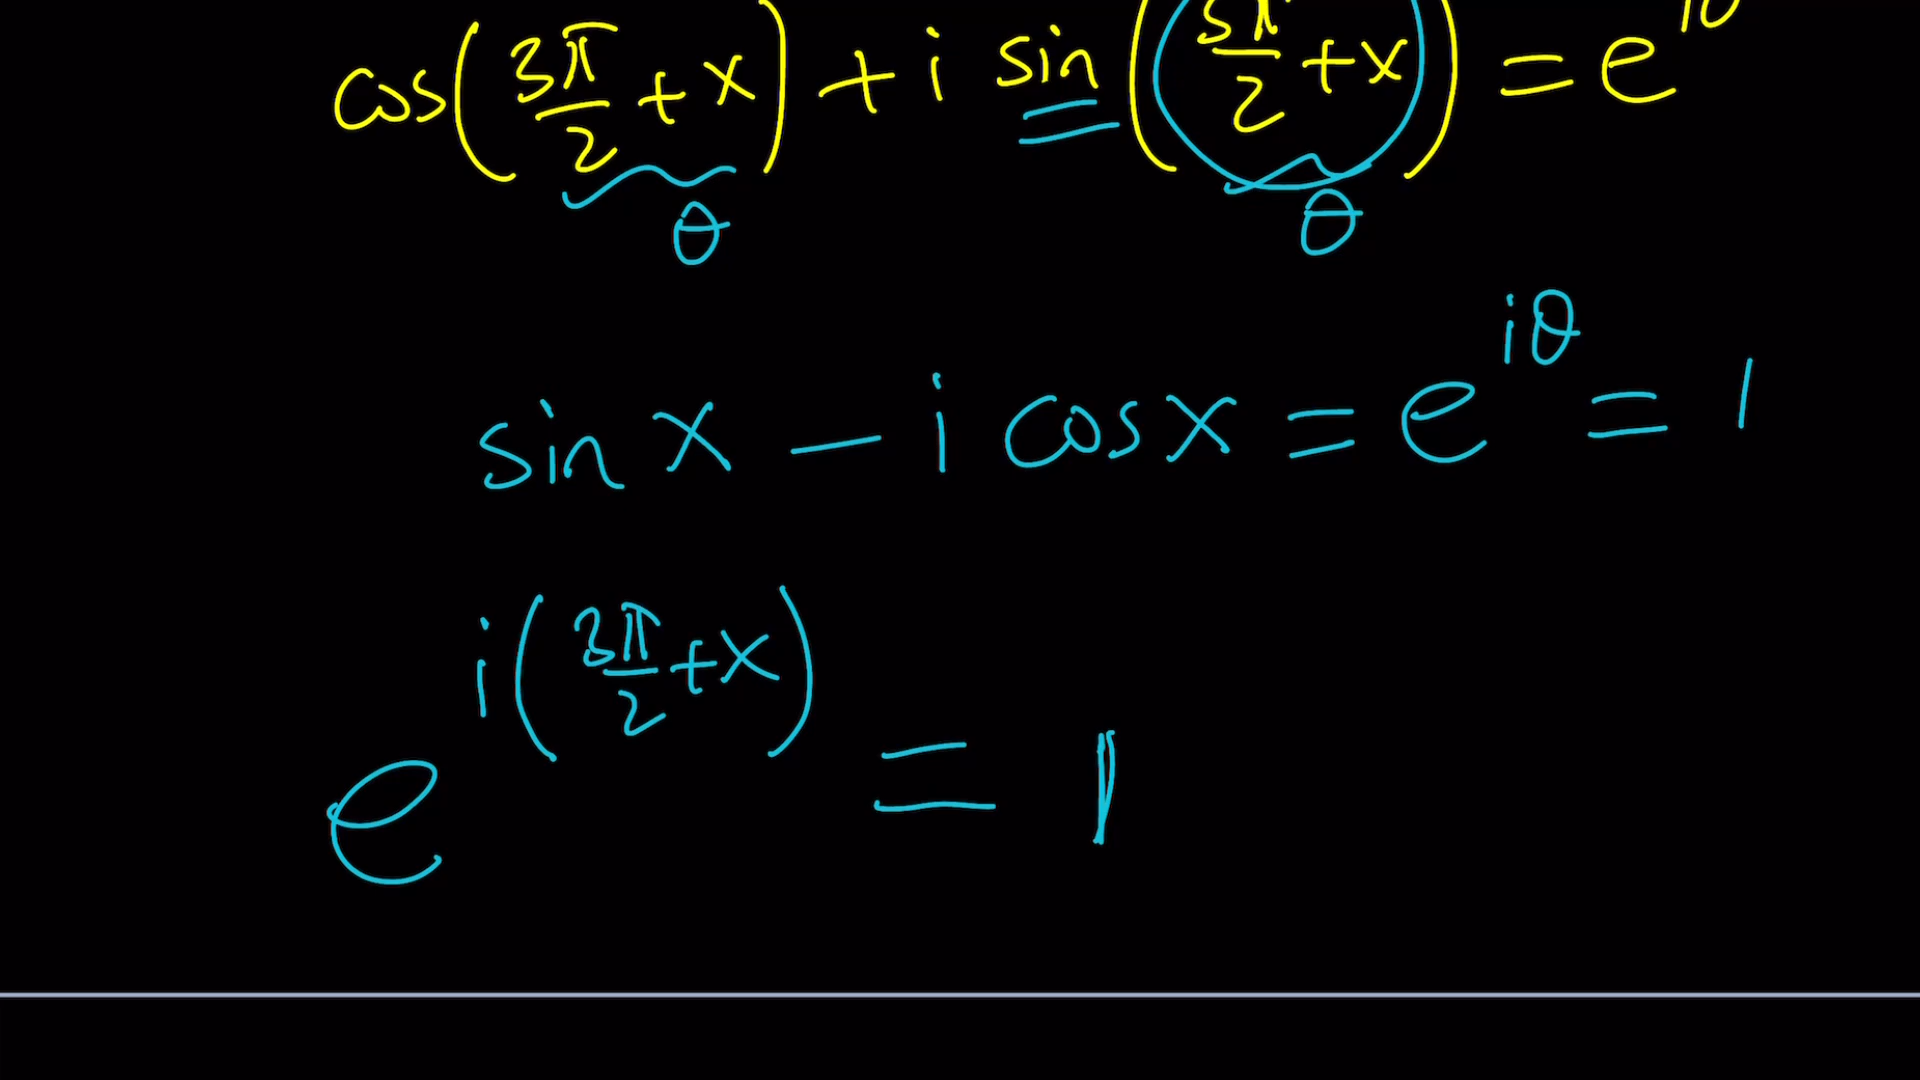 cos(3π/2 + x) + i sin(3π/2 + x) = e^iθ
θ θ
sin x - i cos x = e^iθ = 1
e^i(3π/2 + x) = 1